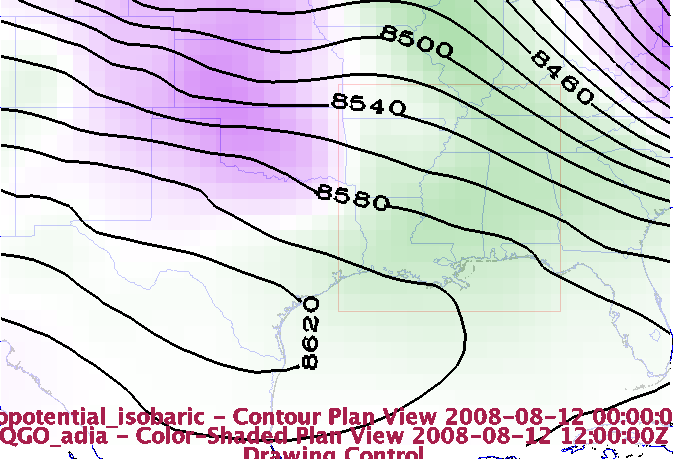 8500
8460
8540
8580
8620
opotential_isobaric - Contour Plan View 2008-08-12 00:00:0
QGO_adia - Color-Shaded Plan View 2008-08-12 12:00:00Z
Drawing Control